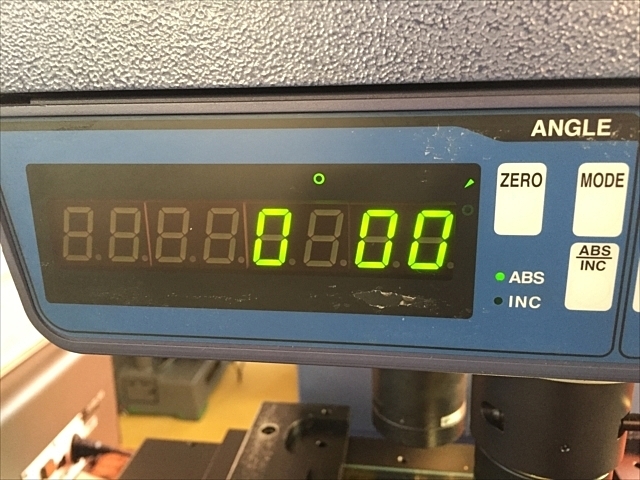 ANGLE
0 00
ZERO
MODE
ABS
INC
ABS
INC